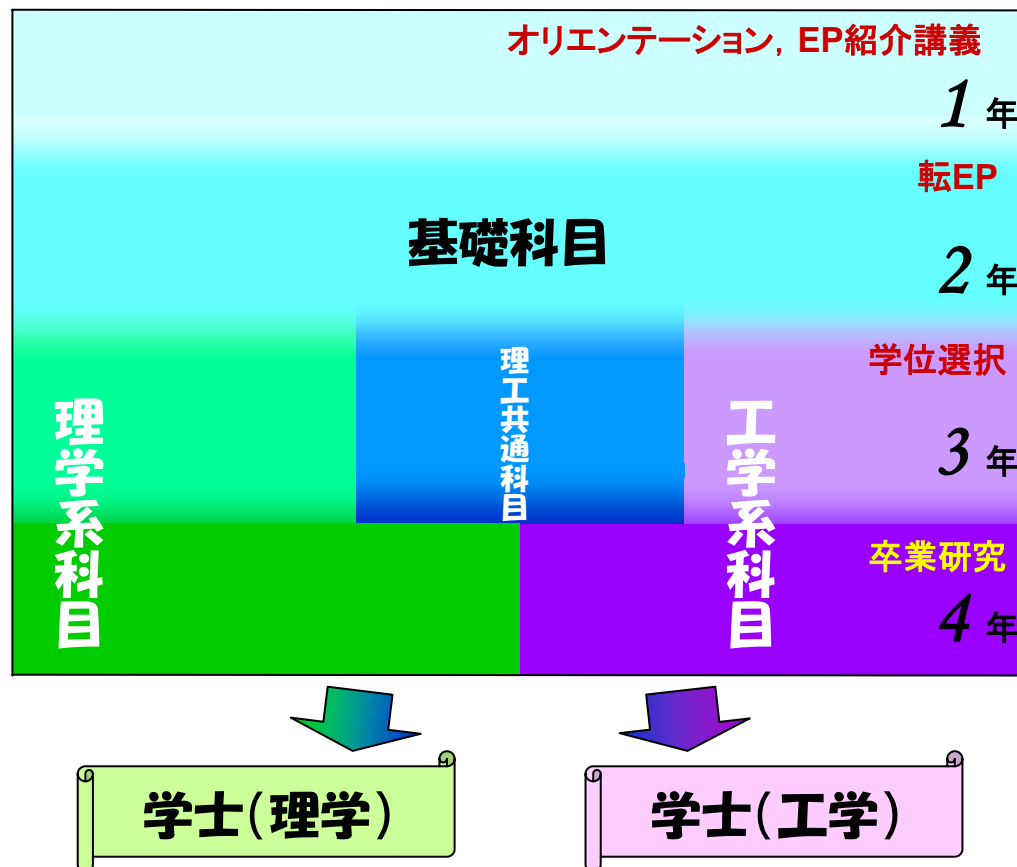 オリエンテーション, EP紹介講義
1 年
転EP
基礎科目
2 年
学位選択
理工共通科目
理学系科目
工学系科目
3 年
卒業研究
4 年
学士(理学)
学士(工学)